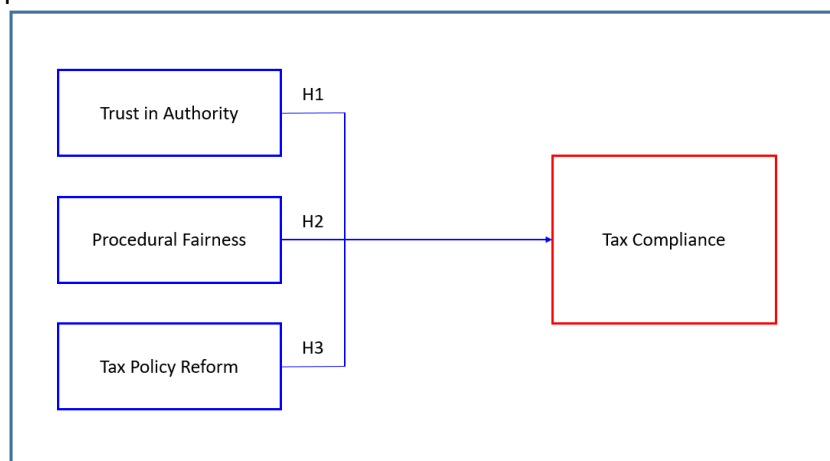 H1
Trust in Authority
H2
Procedural Fairness
Tax Compliance
H3
Tax Policy Reform